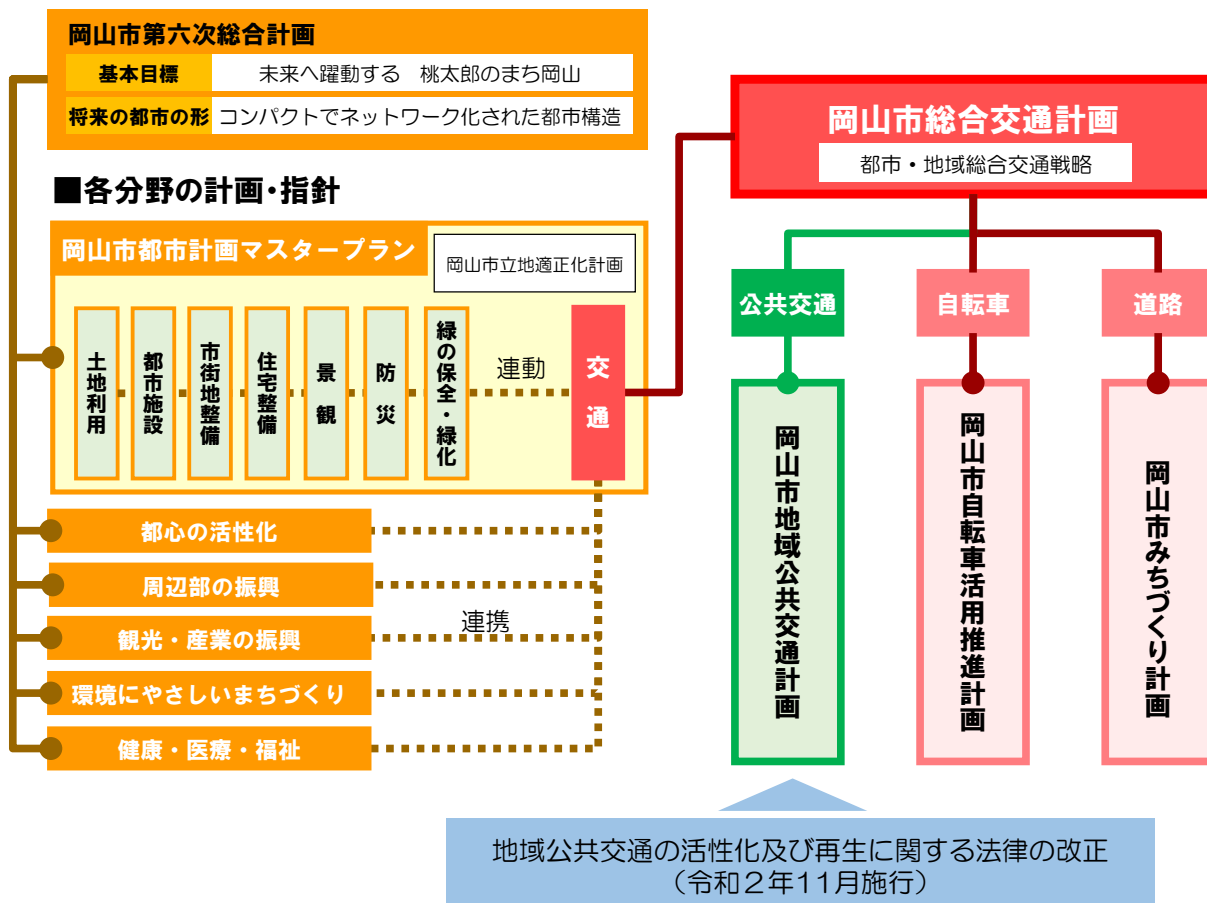 岡山市第六次総合計画
基本目標
未来へ躍動する　桃太郎のまち岡山
将来の都市の形
コンパクトでネットワーク化された都市構造
■各分野の計画・指針
岡山市都市計画マスタープラン
岡山市立地適正化計画
土地利用
都市施設
市街地整備
住宅整備
景観
防災
緑の保全・緑化
連動
交通
都心の活性化
周辺部の振興
観光・産業の振興
環境にやさしいまちづくり
健康・医療・福祉
連携
岡山市総合交通計画
都市・地域総合交通戦略
公共交通
自転車
道路
岡山市地域公共交通計画
岡山市自転車活用推進計画
岡山市みちづくり計画
地域公共交通の活性化及び再生に関する法律の改正
（令和２年11月施行）